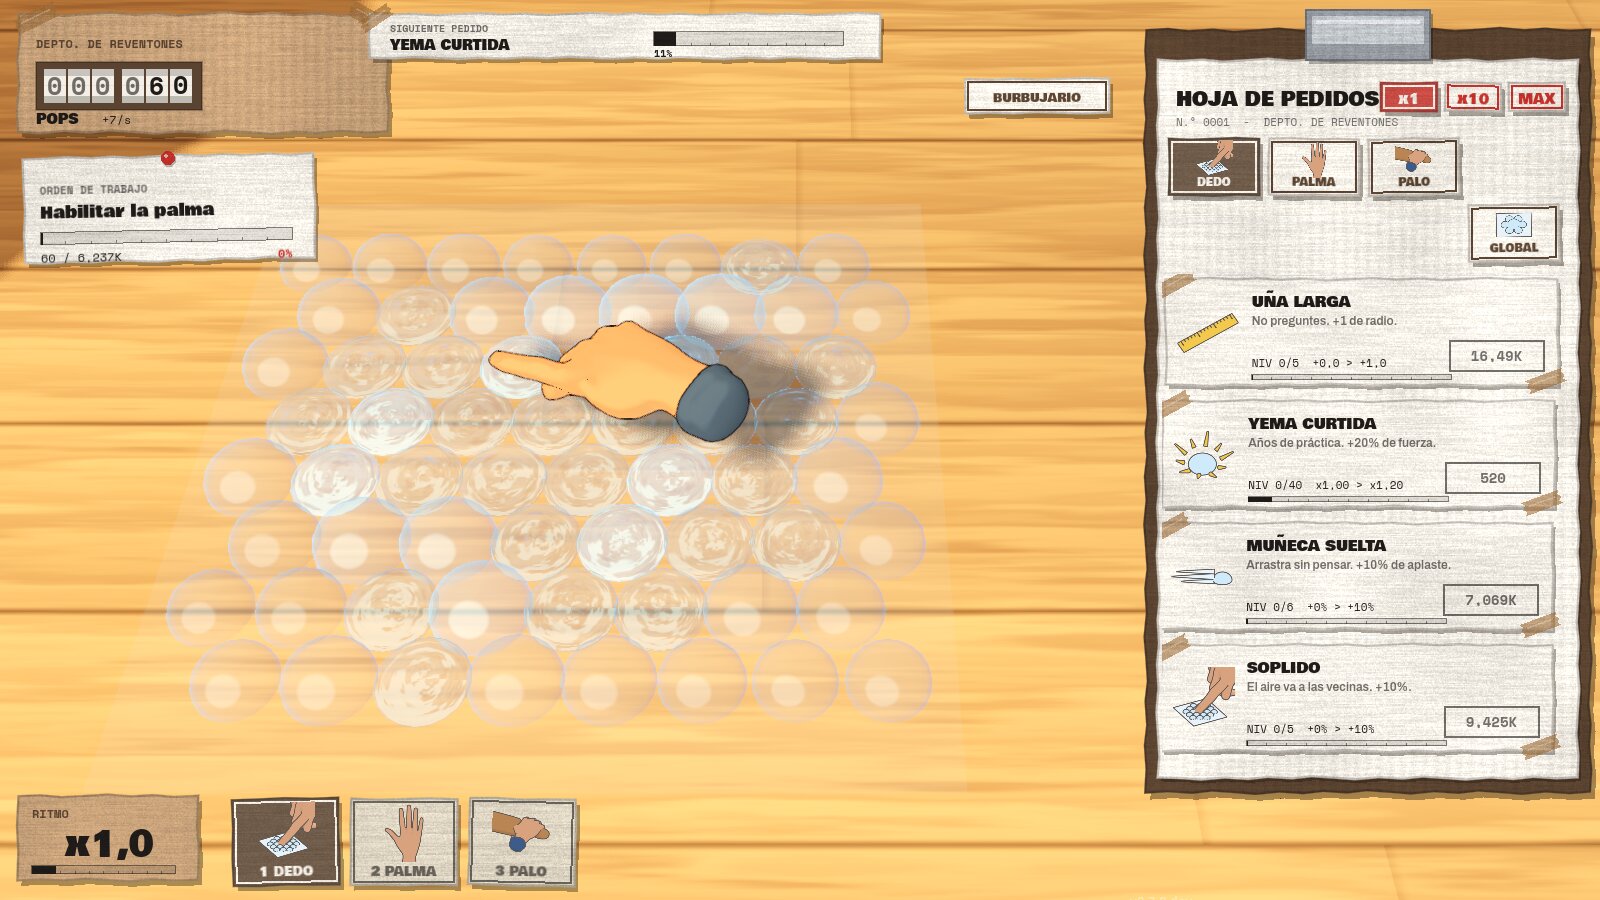 DEPTO. DE REVENTONES
000060
POPS +7/s
SIGUIENTE PEDIDO
YEMA CURTIDA
11%
BURBUJARIO
ORDEN DE TRABAJO
Habilitar la palma
60 / 6,237K 0%
HOJA DE PEDIDOS x1 x10 MAX
N.º 0001 - DEPTO. DE REVENTONES
DEDO PALMA PALO
GLOBAL
UÑA LARGA
No preguntes. +1 de radio.
NIV 0/5 +0,0 > +1,0
16,49K
YEMA CURTIDA
Años de práctica. +20% de fuerza.
NIV 0/40 x1,00 > x1,20
520
MUÑECA SUELTA
Arrastra sin pensar. +10% de aplaste.
NIV 0/6 +0% > +10%
7,069K
SOPLIDO
El aire va a las vecinas. +10%.
NIV 0/5 +0% > +10%
9,425K
RITMO
x1,0
1 DEDO 2 PALMA 3 PALO